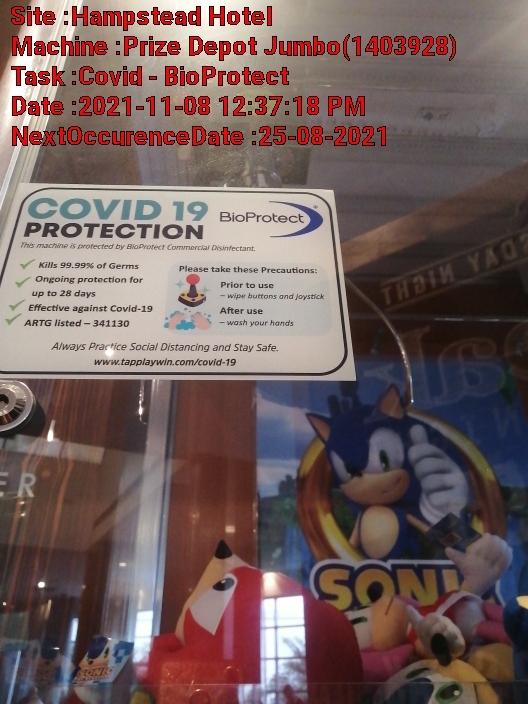 Site :Hampstead Hotel
Machine :Prize Depot Jumbo(1403928)
Task :Covid - BioProtect
Date :2021-11-08 12:37:18 PM
NextOccurenceDate :25-08-2021
COVID 19
PROTECTION
BioProtect®
This machine is protected by BioProtect Commercial Disinfectant.
Kills 99.99% of Germs
Ongoing protection for
up to 28 days
Effective against Covid-19
ARTG listed – 341130
Please take these Precautions:
Prior to use
– wipe buttons and joystick
After use
– wash your hands
Always Practice Social Distancing and Stay Safe.
www.tapplaywin.com/covid-19
DAY NIGHT
ER
SONIC
SONIC